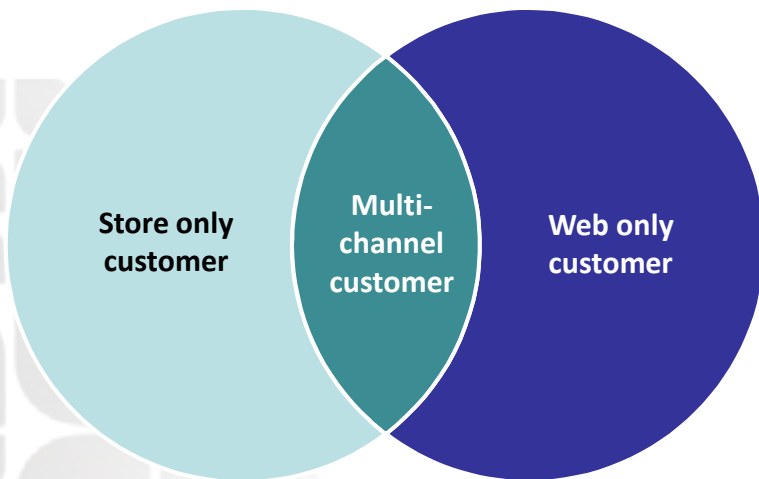 Store only
customer
Multi-
channel
customer
Web only
customer